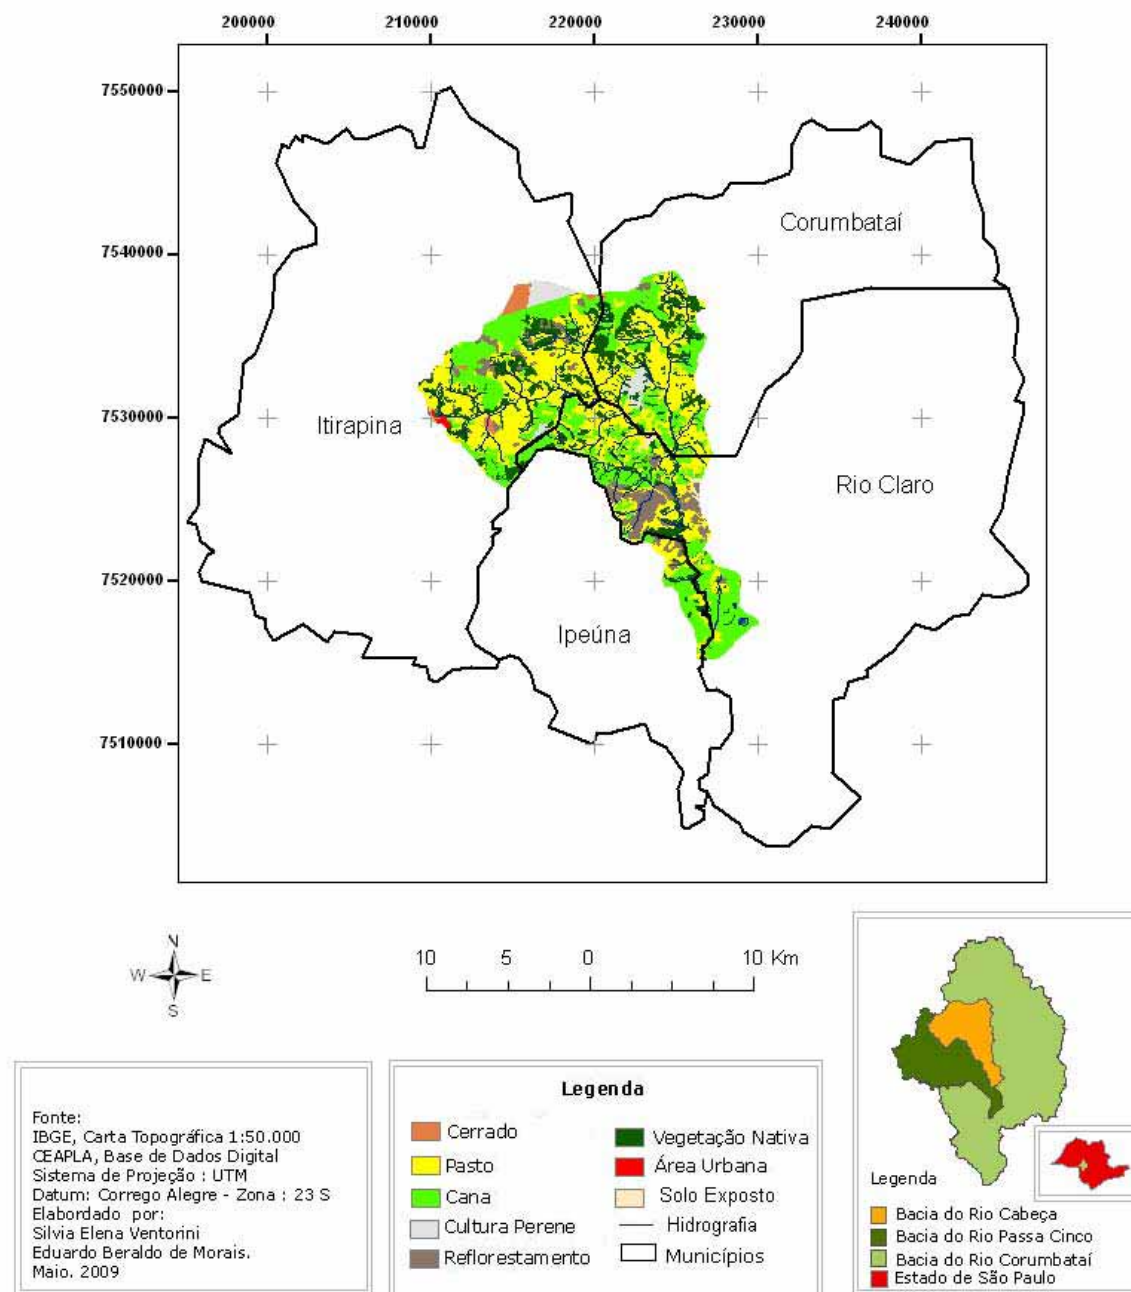 200000 210000 220000 230000 240000
7550000
7540000
7530000
7520000
7510000
Corumbataí
Itirapina
Rio Claro
Ipeúna
N
W E
S
10 5 0 10 Km
Fonte:
IBGE, Carta Topográfica 1:50.000
CEAPLA, Base de Dados Digital
Sistema de Projeção : UTM
Datum: Corrego Alegre - Zona : 23 S
Elaborado por:
Silvia Elena Ventorini
Eduardo Beraldo de Morais.
Maio. 2009
Legenda
Cerrado
Pasto
Cana
Cultura Perene
Reflorestamento
Vegetação Nativa
Área Urbana
Solo Exposto
Hidrografia
Municípios
Legenda
Bacia do Rio Cabeça
Bacia do Rio Passa Cinco
Bacia do Rio Corumbataí
Estado de São Paulo